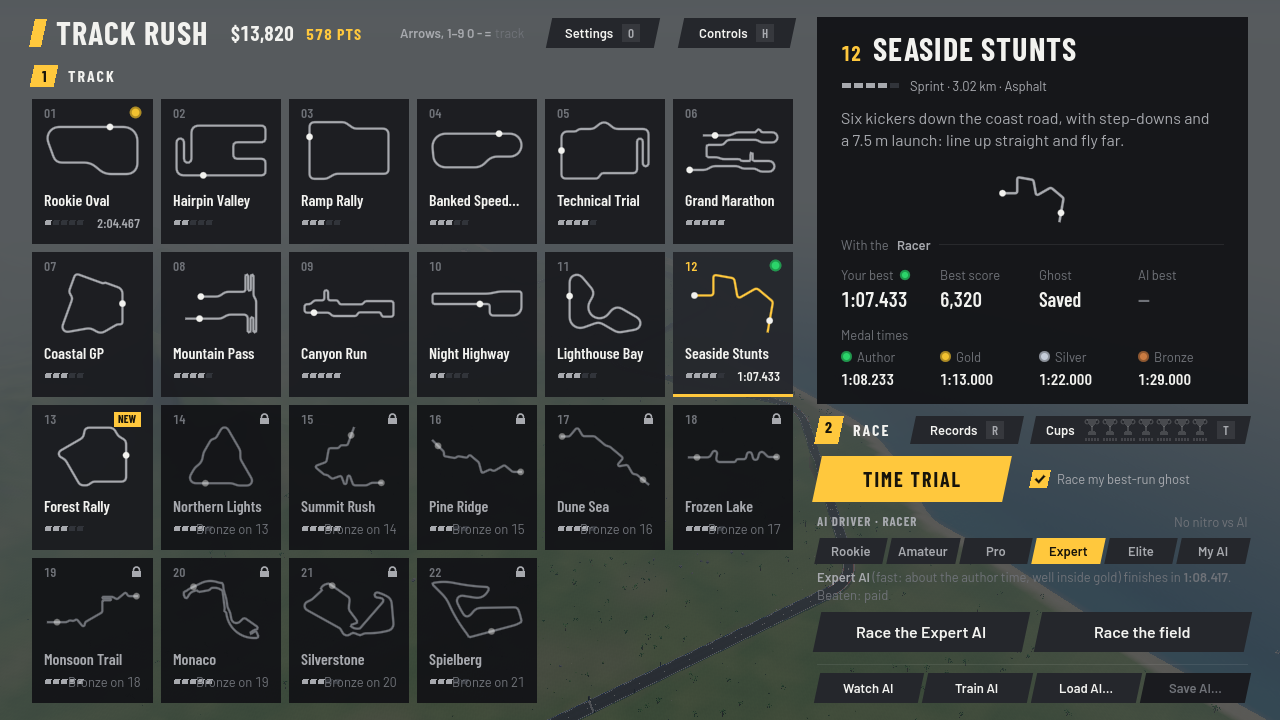 TRACK RUSH $13,820 578 PTS Arrows, 1–9 0 - = track Settings O Controls H
1 TRACK
01 02 03 04 05 06
Rookie Oval Hairpin Valley Ramp Rally Banked Speed... Technical Trial Grand Marathon
2:04.467
07 08 09 10 11 12
Coastal GP Mountain Pass Canyon Run Night Highway Lighthouse Bay Seaside Stunts
1:07.433
13 NEW 14 15 16 17 18
Forest Rally Northern Lights Summit Rush Pine Ridge Dune Sea Frozen Lake
Bronze on 13 Bronze on 14 Bronze on 15 Bronze on 16 Bronze on 17
19 20 21 22
Monsoon Trail Monaco Silverstone Spielberg
Bronze on 18 Bronze on 19 Bronze on 20 Bronze on 21
12 SEASIDE STUNTS
Sprint · 3.02 km · Asphalt
Six kickers down the coast road, with step-downs and
a 7.5 m launch: line up straight and fly far.
With the Racer
Your best Best score Ghost AI best
1:07.433 6,320 Saved —
Medal times
Author Gold Silver Bronze
1:08.233 1:13.000 1:22.000 1:29.000
2 RACE Records R Cups T
TIME TRIAL Race my best-run ghost
AI DRIVER · RACER No nitro vs AI
Rookie Amateur Pro Expert Elite My AI
Expert AI (fast: about the author time, well inside gold) finishes in 1:08.417.
Beaten: paid
Race the Expert AI Race the field
Watch AI Train AI Load AI... Save AI...